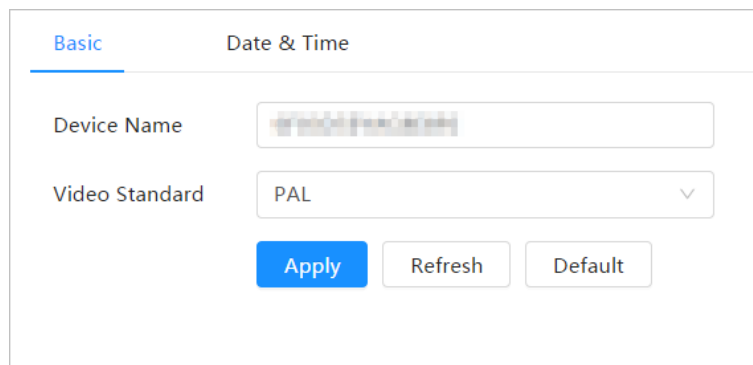 Basic Date & Time
Device Name
Video Standard PAL
Apply Refresh Default